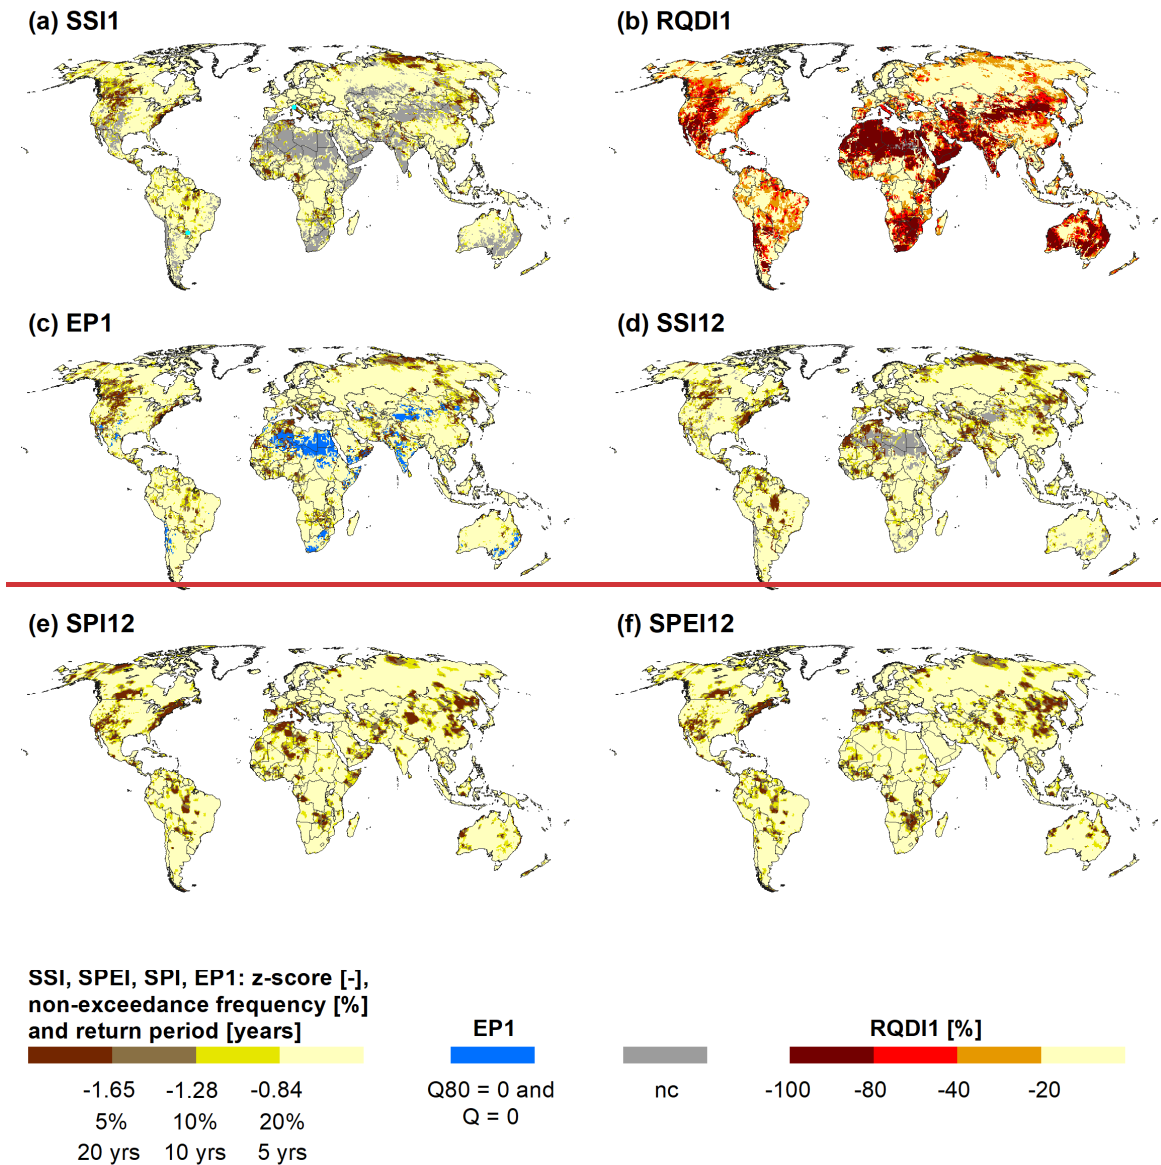 (a) SSI1
(b) RQDI1
(c) EP1
(d) SSI12
(e) SPI12
(f) SPEI12
SSI, SPEI, SPI, EP1: z-score [-],
non-exceedance frequency [%]
and return period [years]
-1.65 -1.28 -0.84
5% 10% 20%
20 yrs 10 yrs 5 yrs
EP1
Q80 = 0 and
Q = 0
nc
RQDI1 [%]
-100 -80 -40 -20